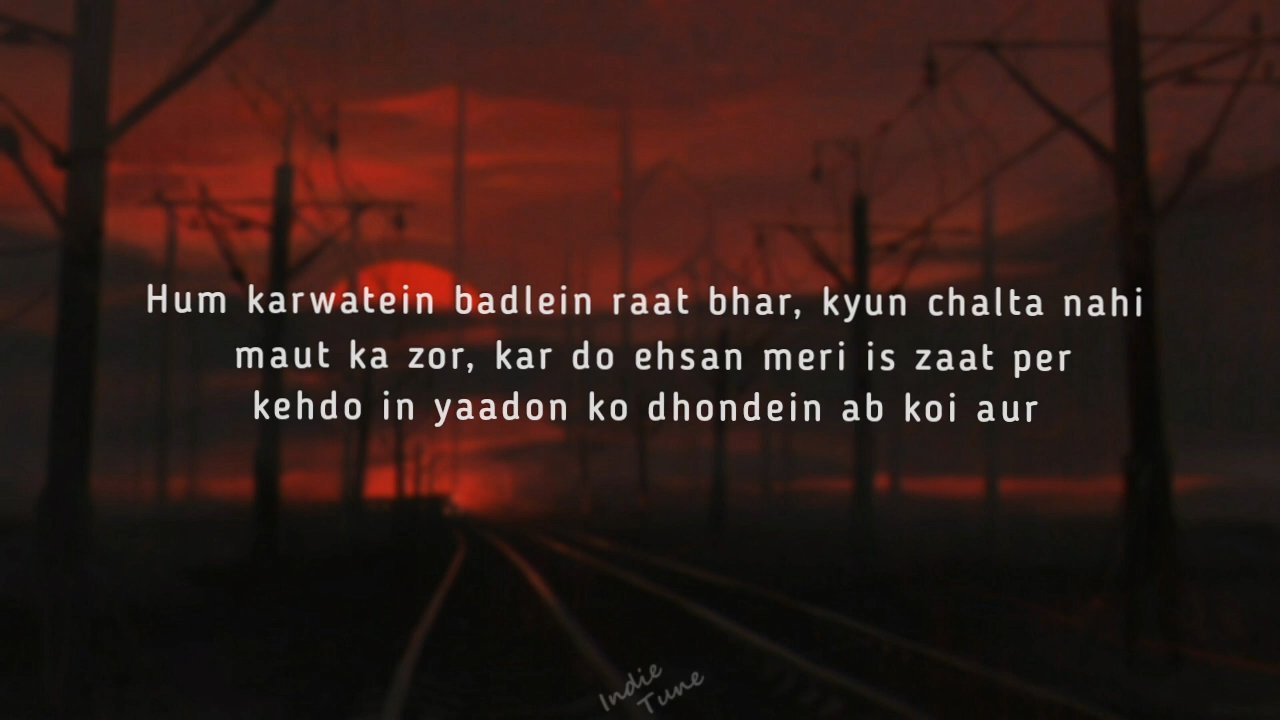 Hum karwatein badlein raat bhar, kyun chalta nahi
maut ka zor, kar do ehsan meri is zaat per
kehdo in yaadon ko dhondein ab koi aur
Indie
Tune